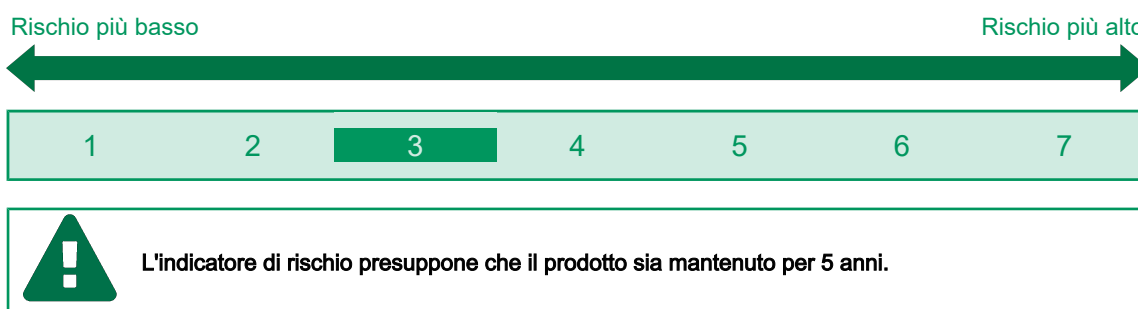 Rischio più basso Rischio più alto
1 2 3 4 5 6 7
L'indicatore di rischio presuppone che il prodotto sia mantenuto per 5 anni.